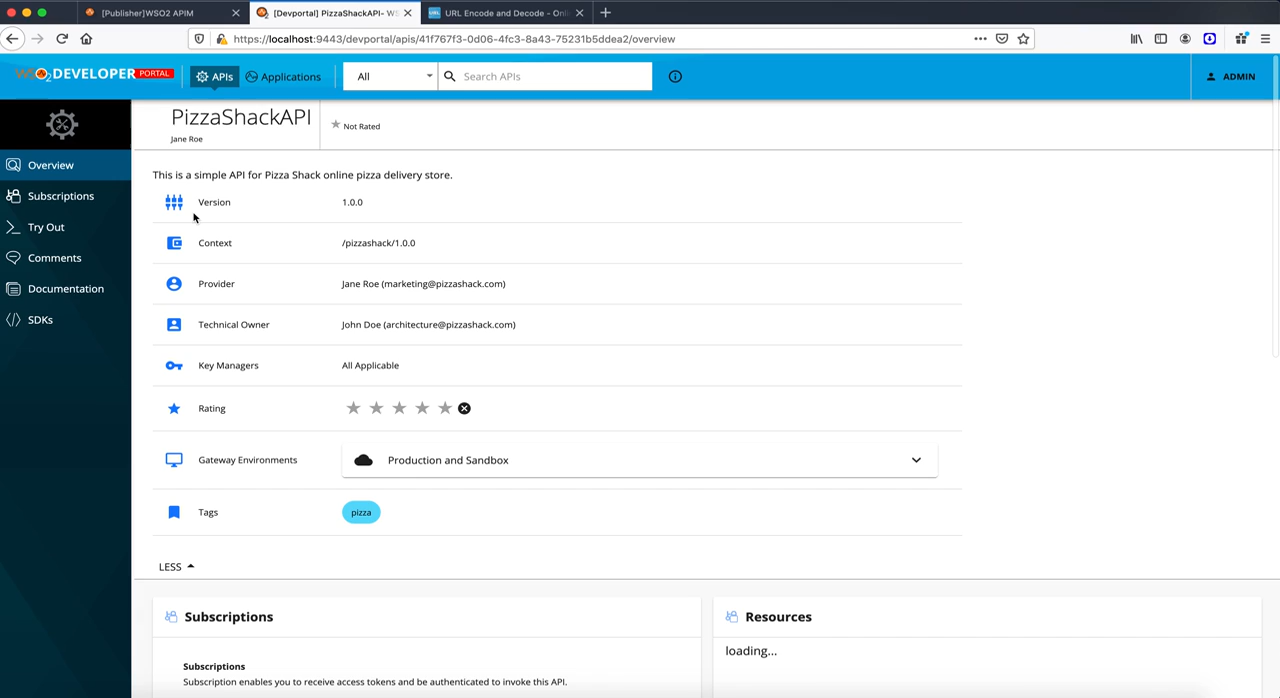 [Publisher]WSO2 APIM
[Devportal] PizzaShackAPI- WS
URL Encode and Decode - Onli
https://localhost:9443/devportal/apis/41f767f3-0d06-4fc3-8a43-75231b5ddea2/overview
WSO2 DEVELOPER PORTAL
APIs
Applications
All
Search APIs
ADMIN
PizzaShackAPI
Jane Roe
Not Rated
Overview
Subscriptions
Try Out
Comments
Documentation
SDKs
This is a simple API for Pizza Shack online pizza delivery store.
Version 1.0.0
Context /pizzashack/1.0.0
Provider Jane Roe (marketing@pizzashack.com)
Technical Owner John Doe (architecture@pizzashack.com)
Key Managers All Applicable
Rating
Gateway Environments Production and Sandbox
Tags pizza
LESS
Subscriptions
Subscriptions
Subscription enables you to receive access tokens and be authenticated to invoke this API.
Resources
loading...